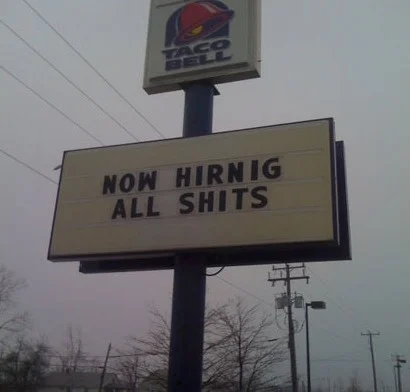 TACO
BELL
NOW HIRNIG
ALL SHITS